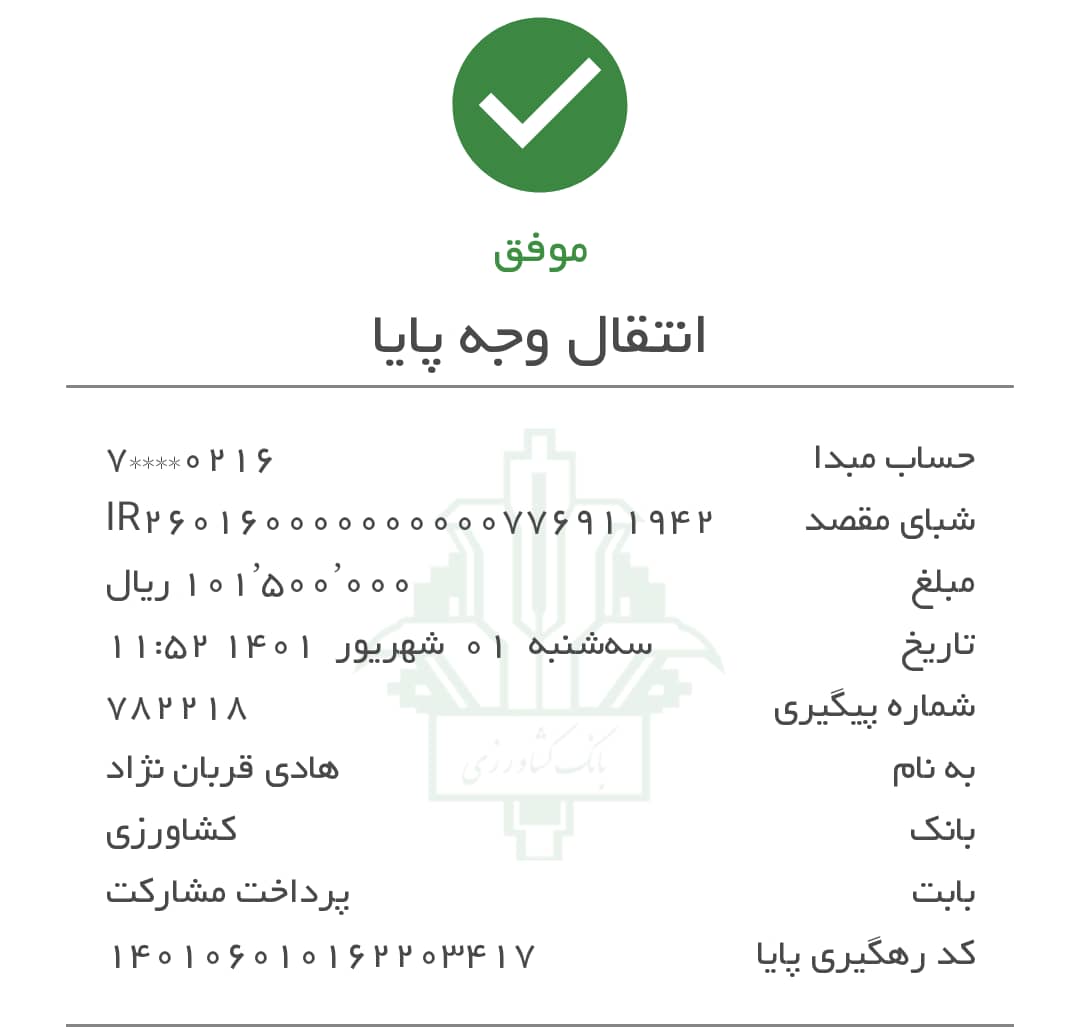 موفق
انتقال وجه پایا
حساب مبدا ۷****۰۲۱۶
شبای مقصد IR۲۶۰۱۶۰۰۰۰۰۰۰۰۰۰۰۷۷۶۹۱۱۹۴۲
مبلغ ۱۰۱٬۵۰۰٬۰۰۰ ریال
تاریخ سه‌شنبه ۰۱ شهریور ۱۴۰۱ ۱۱:۵۲
شماره پیگیری ۷۸۲۲۱۸
به نام هادی قربان نژاد
بانک کشاورزی
بانک کشاورزی
بابت پرداخت مشارکت
کد رهگیری پایا ۱۴۰۱۰۶۰۱۰۱۶۲۲۰۳۴۱۷